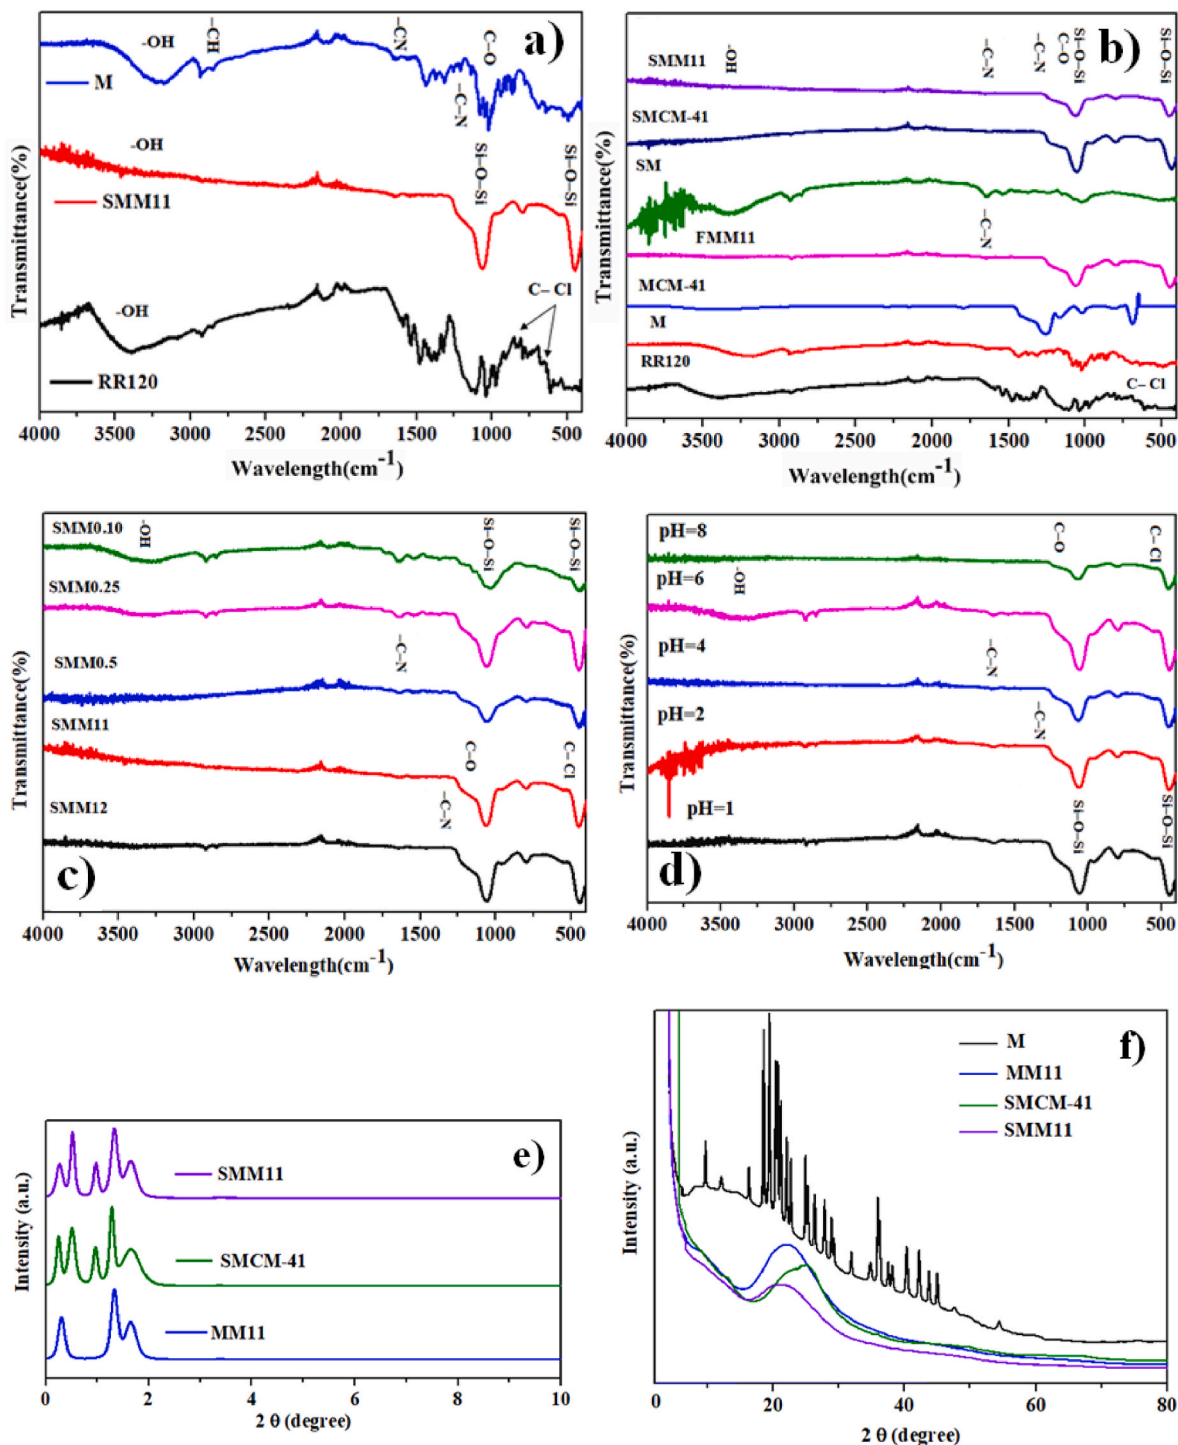 a)
-OH
–CH
–CN
C–O
M
–C–N
-OH
Si–O–Si
Si–O–Si
SMM11
-OH
C– Cl
RR120
Transmittance(%)
4000 3500 3000 2500 2000 1500 1000 500
Wavelength(cm-1)
b)
SMM11
-OH
–C–N
–C–N
C–O
Si–O–Si
Si–O–Si
SMCM-41
SM
FMM11
–C–N
MCM-41
M
RR120
C– Cl
Transmittance(%)
4000 3500 3000 2500 2000 1500 1000 500
Wavelength(cm-1)
SMM0.10
-OH
Si–O–Si
Si–O–Si
SMM0.25
SMM0.5
–C–N
SMM11
C–O
C–Cl
SMM12
–C–N
c)
Transmittance(%)
4000 3500 3000 2500 2000 1500 1000 500
Wavelength(cm-1)
pH=8
C–O
C–Cl
pH=6
-OH
pH=4
–C–N
pH=2
–C–N
pH=1
Si–O–Si
Si–O–Si
d)
Transmittance(%)
4000 3500 3000 2500 2000 1500 1000 500
Wavelength(cm-1)
e)
SMM11
SMCM-41
MM11
Intensity (a.u.)
0 2 4 6 8 10
2 θ (degree)
f)
M
MM11
SMCM-41
SMM11
Intensity (a.u.)
0 20 40 60 80
2 θ (degree)